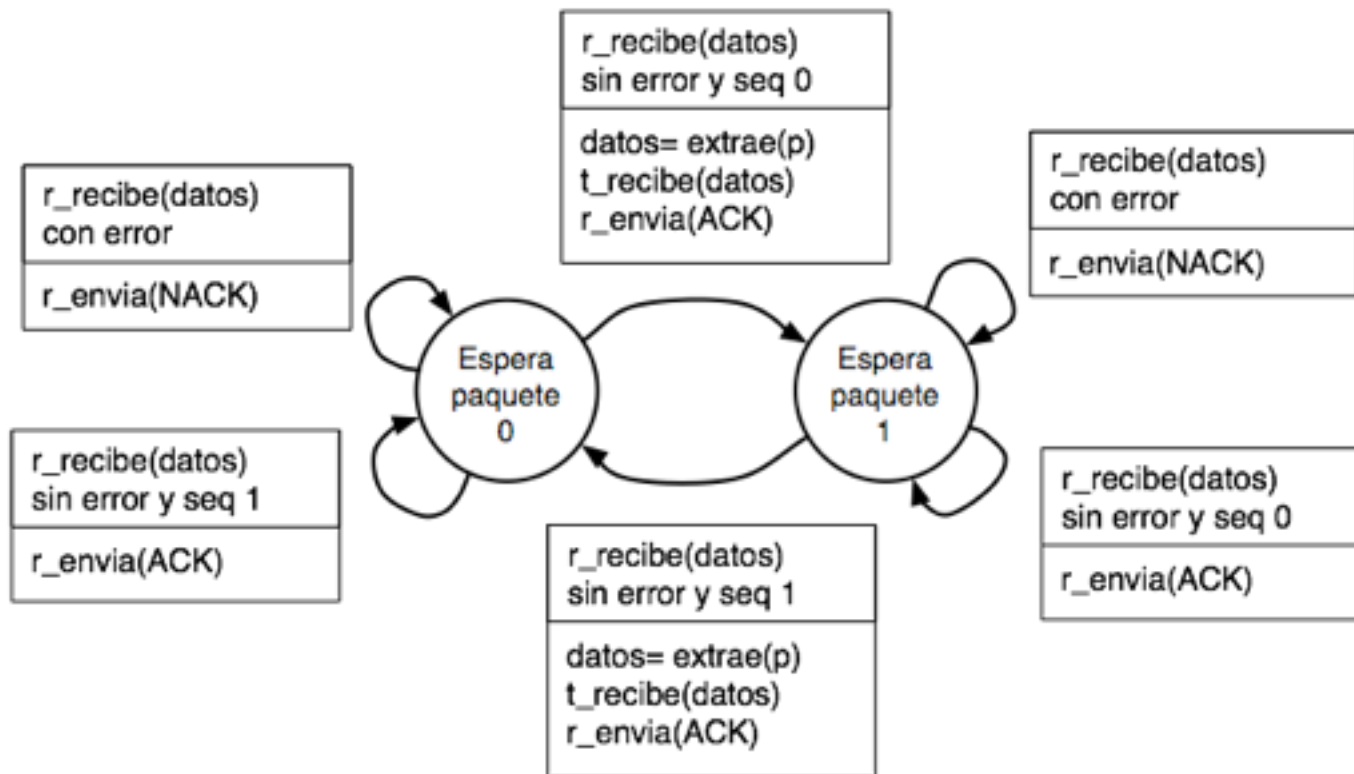 r_recibe(datos)
sin error y seq 0
datos= extrae(p)
t_recibe(datos)
r_envia(ACK)
r_recibe(datos)
con error
r_envia(NACK)
r_recibe(datos)
con error
r_envia(NACK)
Espera
paquete
0
Espera
paquete
1
r_recibe(datos)
sin error y seq 1
r_envia(ACK)
r_recibe(datos)
sin error y seq 0
r_envia(ACK)
r_recibe(datos)
sin error y seq 1
datos= extrae(p)
t_recibe(datos)
r_envia(ACK)